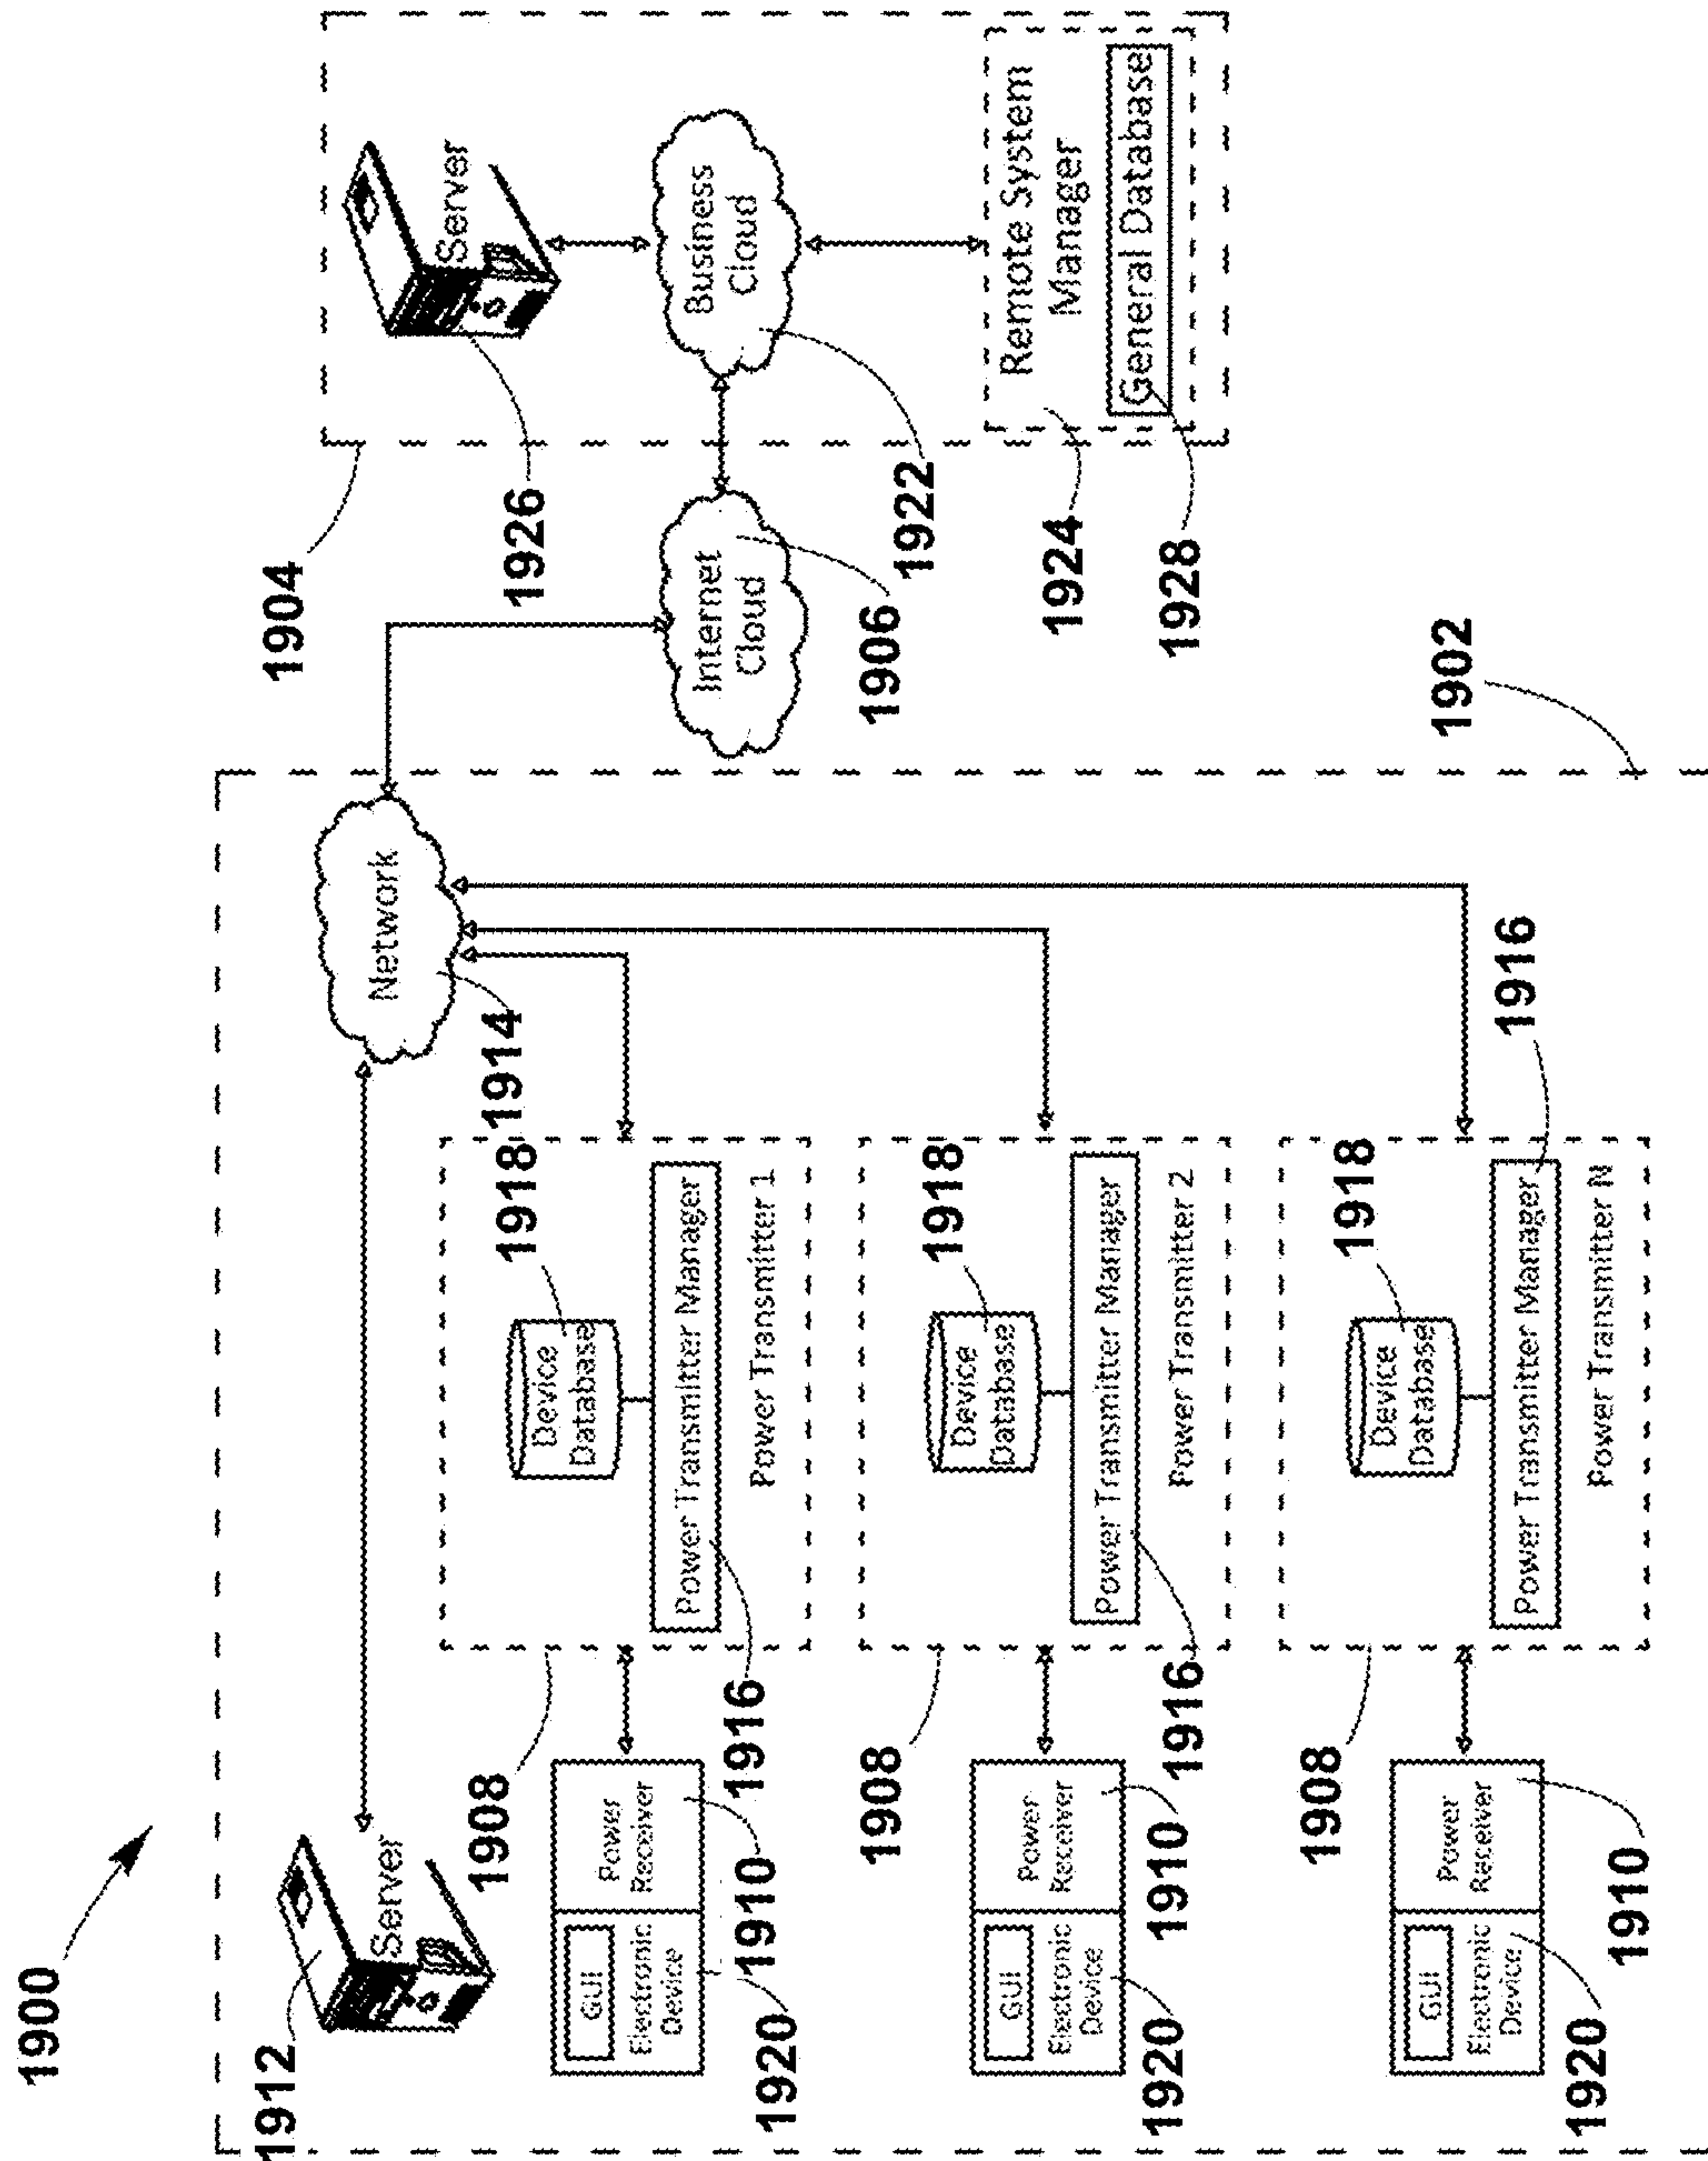 1900
1912
Server
Network
1914
1904
Server
1926
Business
Cloud
1922
Internet
Cloud
1906
Remote System
Manager
1924
General Database
1928
1902
1908
GUI
Electronic
Device
Power
Receiver
1920
1910
Device
Database
1918
Power Transmitter Manager
1916
Power Transmitter 1
1908
GUI
Electronic
Device
Power
Receiver
1920
1910
Device
Database
1918
Power Transmitter Manager
1916
Power Transmitter 2
1908
GUI
Electronic
Device
Power
Receiver
1920
1910
Device
Database
1918
Power Transmitter Manager
1916
Power Transmitter N